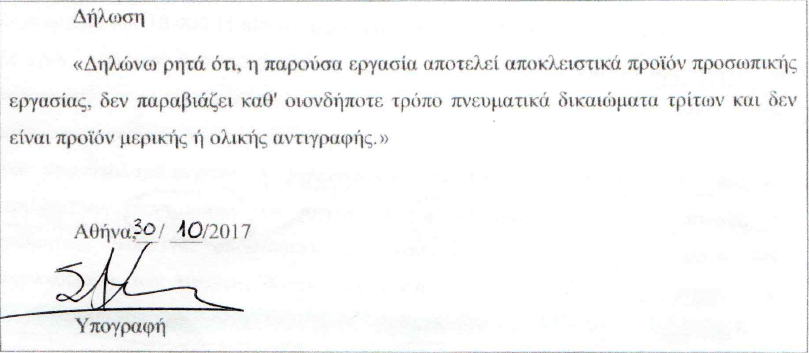 Δήλωση
«Δηλώνω ρητά ότι, η παρούσα εργασία αποτελεί αποκλειστικά προϊόν προσωπικής
εργασίας, δεν παραβιάζει καθ' οιονδήποτε τρόπο πνευματικά δικαιώματα τρίτων και δεν
είναι προϊόν μερικής ή ολικής αντιγραφής.»
Αθήνα,30/ 10/2017
Υπογραφή